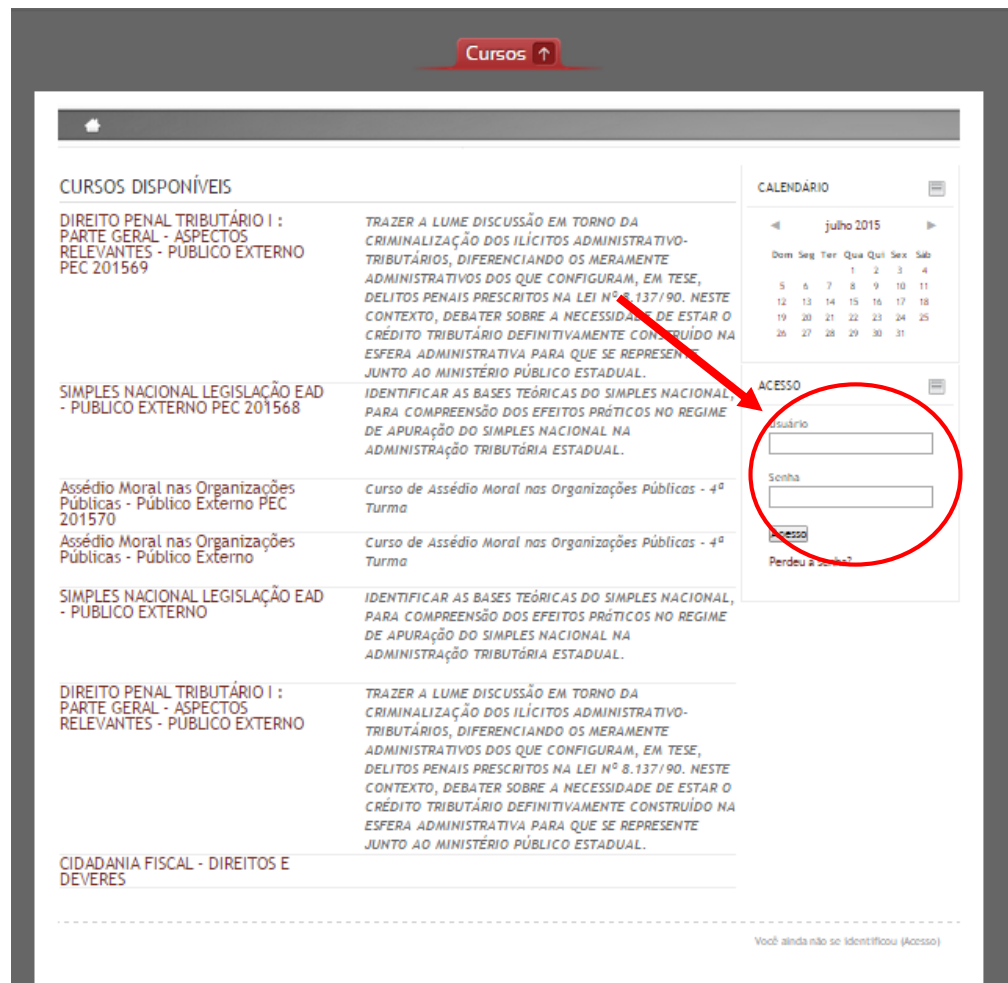 Cursos
CURSOS DISPONÍVEIS
DIREITO PENAL TRIBUTÁRIO I :
PARTE GERAL - ASPECTOS
RELEVANTES - PÚBLICO EXTERNO
PEC 201569
TRAZER A LUME DISCUSSÃO EM TORNO DA
CRIMINALIZAÇÃO DOS ILÍCITOS ADMINISTRATIVO-
TRIBUTÁRIOS, DIFERENCIANDO OS MERAMENTE
ADMINISTRATIVOS DOS QUE CONFIGURAM, EM TESE,
DELITOS PENAIS PRESCRITOS NA LEI Nº 8.137/90. NESTE
CONTEXTO, DEBATER SOBRE A NECESSIDADE DE ESTAR O
CRÉDITO TRIBUTÁRIO DEFINITIVAMENTE CONSTRUÍDO NA
ESFERA ADMINISTRATIVA PARA QUE SE REPRESENTE
JUNTO AO MINISTÉRIO PÚBLICO ESTADUAL.
SIMPLES NACIONAL LEGISLAÇÃO EAD
- PÚBLICO EXTERNO PEC 201568
IDENTIFICAR AS BASES TEóRICAS DO SIMPLES NACIONAL,
PARA COMPREENSÃO DOS EFEITOS PRáTICOS NO REGIME
DE APURAçÃO DO SIMPLES NACIONAL NA
ADMINISTRAçÃO TRIBUTáRIA ESTADUAL.
Assédio Moral nas Organizações
Públicas - Público Externo PEC
201570
Curso de Assédio Moral nas Organizações Públicas - 4ª
Turma
Assédio Moral nas Organizações
Públicas - Público Externo
Curso de Assédio Moral nas Organizações Públicas - 4ª
Turma
SIMPLES NACIONAL LEGISLAÇÃO EAD
- PÚBLICO EXTERNO
IDENTIFICAR AS BASES TEóRICAS DO SIMPLES NACIONAL,
PARA COMPREENSÃO DOS EFEITOS PRáTICOS NO REGIME
DE APURAçÃO DO SIMPLES NACIONAL NA
ADMINISTRAçÃO TRIBUTáRIA ESTADUAL.
DIREITO PENAL TRIBUTÁRIO I :
PARTE GERAL - ASPECTOS
RELEVANTES - PÚBLICO EXTERNO
TRAZER A LUME DISCUSSÃO EM TORNO DA
CRIMINALIZAÇÃO DOS ILÍCITOS ADMINISTRATIVO-
TRIBUTÁRIOS, DIFERENCIANDO OS MERAMENTE
ADMINISTRATIVOS DOS QUE CONFIGURAM, EM TESE,
DELITOS PENAIS PRESCRITOS NA LEI Nº 8.137/90. NESTE
CONTEXTO, DEBATER SOBRE A NECESSIDADE DE ESTAR O
CRÉDITO TRIBUTÁRIO DEFINITIVAMENTE CONSTRUÍDO NA
ESFERA ADMINISTRATIVA PARA QUE SE REPRESENTE
JUNTO AO MINISTÉRIO PÚBLICO ESTADUAL.
CIDADANIA FISCAL - DIREITOS E
DEVERES
CALENDÁRIO
julho 2015
Dom Seg Ter Qua Qui Sex Sáb
1 2 3 4
5 6 7 8 9 10 11
12 13 14 15 16 17 18
19 20 21 22 23 24 25
26 27 28 29 30 31
ACESSO
Usuário
Senha
Acesso
Perdeu a senha?
Você ainda não se identificou (Acesso)